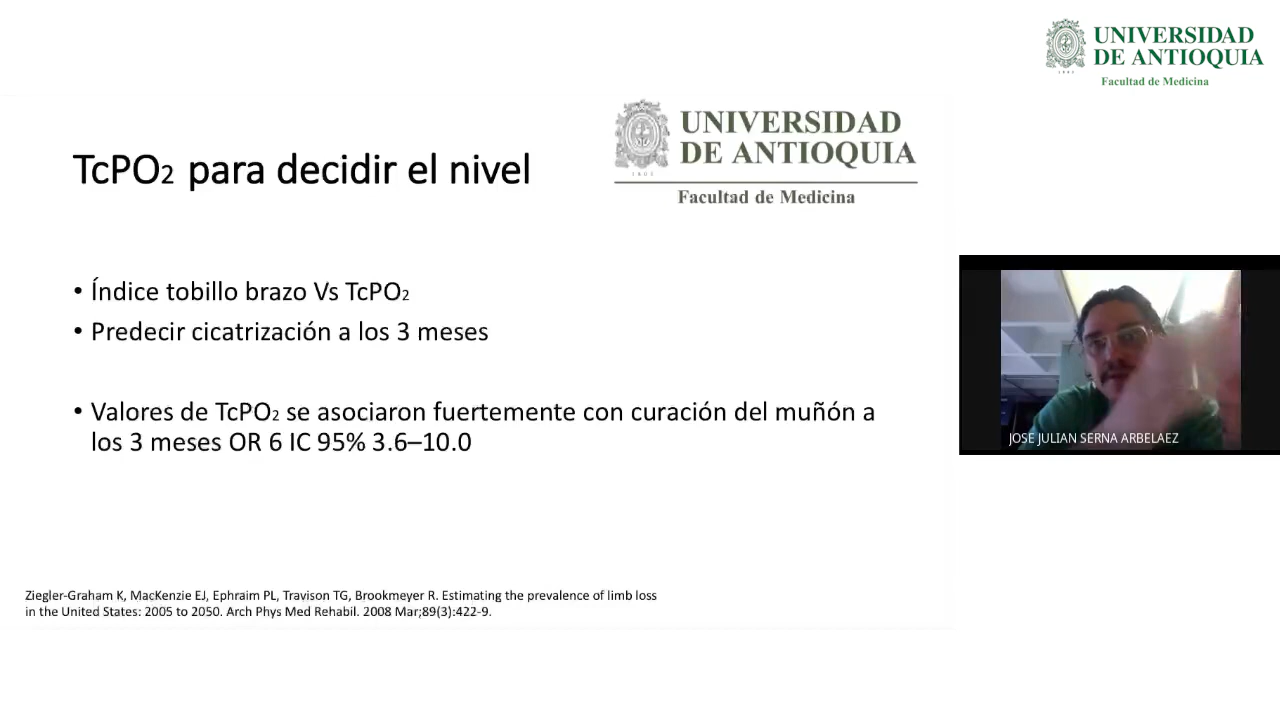 UNIVERSIDAD
DE ANTIOQUIA
Facultad de Medicina
UNIVERSIDAD
DE ANTIOQUIA
1803
Facultad de Medicina
TcPO₂ para decidir el nivel
• Índice tobillo brazo Vs TcPO₂
• Predecir cicatrización a los 3 meses
• Valores de TcPO₂ se asociaron fuertemente con curación del muñón a
los 3 meses OR 6 IC 95% 3.6–10.0
JOSE JULIAN SERNA ARBELAEZ
Ziegler-Graham K, MacKenzie EJ, Ephraim PL, Travison TG, Brookmeyer R. Estimating the prevalence of limb loss
in the United States: 2005 to 2050. Arch Phys Med Rehabil. 2008 Mar;89(3):422-9.